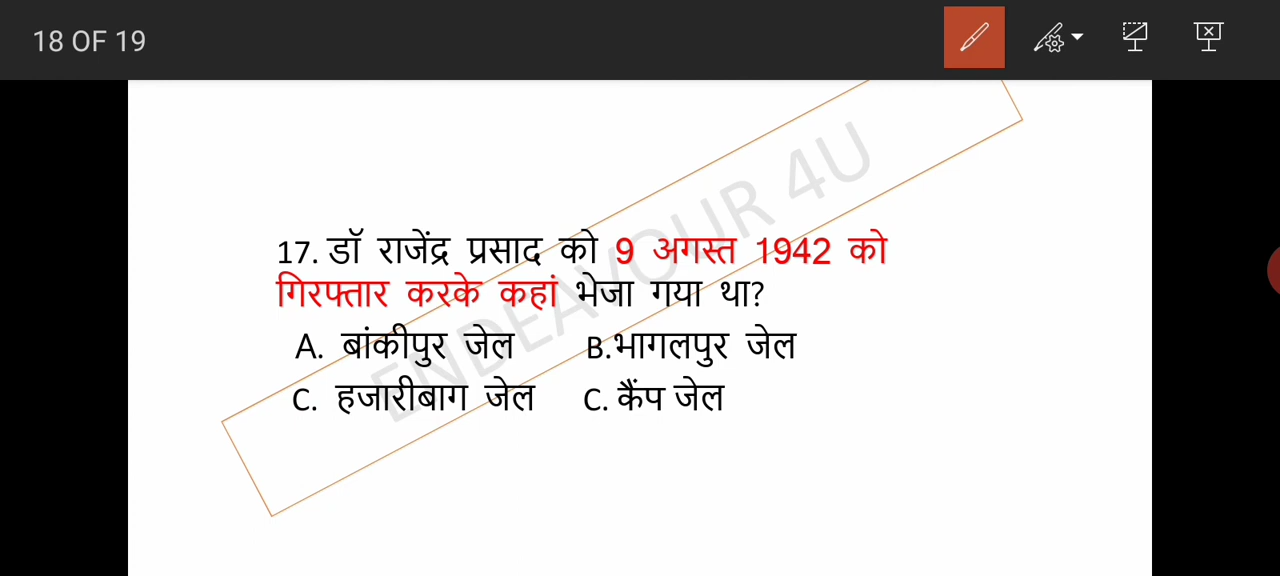 18 OF 19
ENDEAVOUR 4U
17. डॉ राजेंद्र प्रसाद को 9 अगस्त 1942 को
गिरफ्तार करके कहां भेजा गया था?
A. बांकीपुर जेल B.भागलपुर जेल
C. हजारीबाग जेल C. कैंप जेल